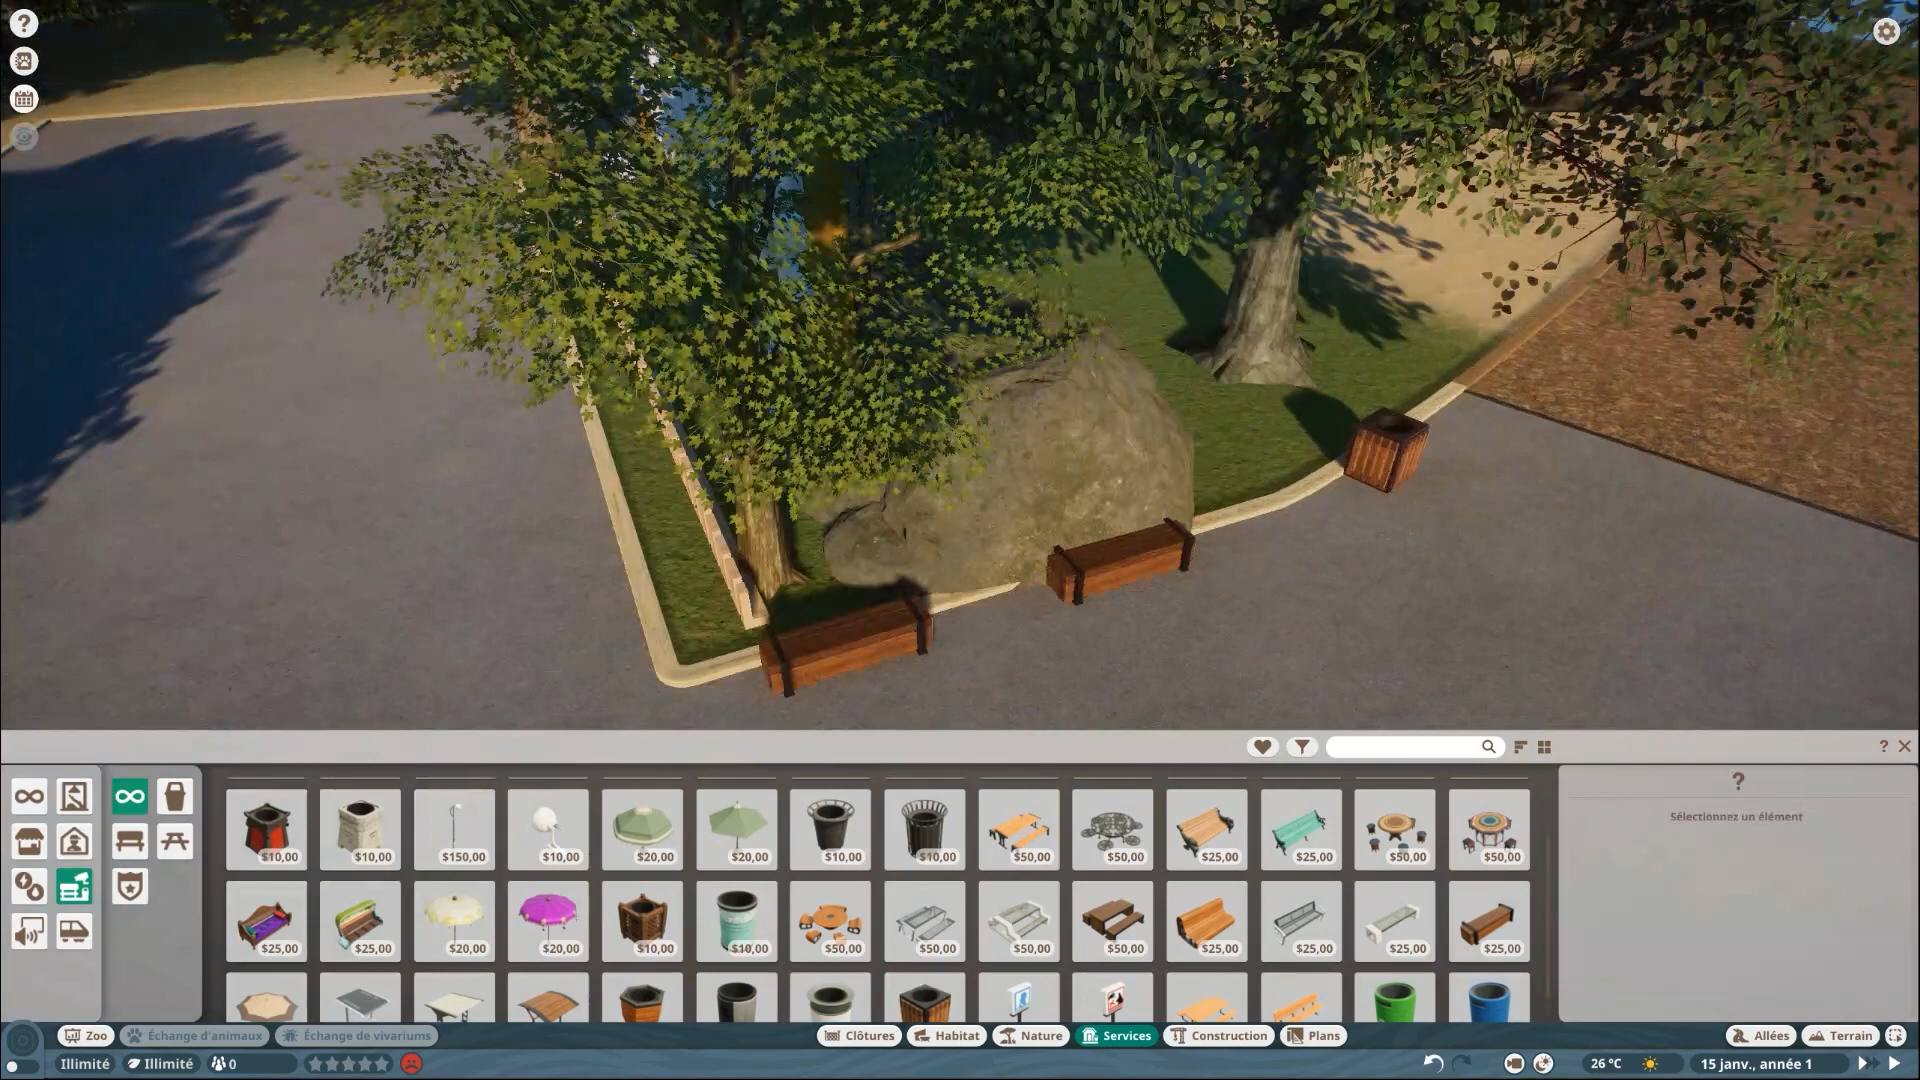 ?
? 
?
Sélectionnez un élément
$10,00 $10,00 $150,00 $10,00 $20,00 $20,00 $10,00 $10,00 $50,00 $50,00 $25,00 $25,00 $50,00 $50,00
$25,00 $25,00 $20,00 $20,00 $10,00 $10,00 $50,00 $50,00 $50,00 $50,00 $25,00 $25,00 $25,00 $25,00
Zoo Échange d'animaux Échange de vivariums Clôtures Habitat Nature Services Construction Plans Allées Terrain
Illimité Illimité 0 26 °C 15 janv., année 1